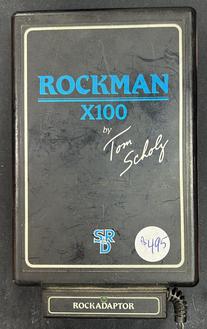 ROCKMAN
X100
by
Tom
Scholz
SR
D
$495
ROCKADAPTOR